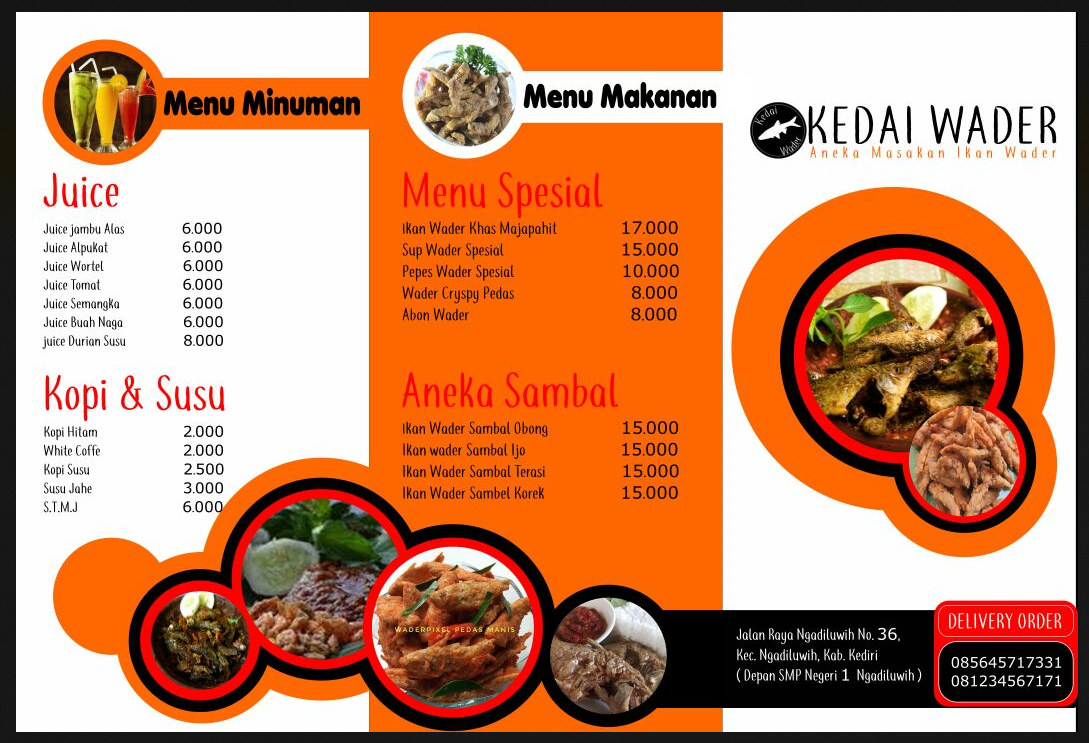 Menu Minuman
Juice
Juice jambu Alas 6.000
Juice Alpukat 6.000
Juice Wortel 6.000
Juice Tomat 6.000
Juice Semangka 6.000
Juice Buah Naga 6.000
juice Durian Susu 8.000
Kopi & Susu
Kopi Hitam 2.000
White Coffe 2.000
Kopi Susu 2.500
Susu Jahe 3.000
S.T.M.J 6.000
Menu Makanan
Menu Spesial
Ikan Wader Khas Majapahit 17.000
Sup Wader Spesial 15.000
Pepes Wader Spesial 10.000
Wader Cryspy Pedas 8.000
Abon Wader 8.000
Aneka Sambal
Ikan Wader Sambal Obong 15.000
Ikan wader Sambal Ijo 15.000
Ikan Wader Sambal Terasi 15.000
Ikan Wader Sambel Korek 15.000
WADERPIXEL PEDAS MANIS
Kedai
Wader
KEDAI WADER
Aneka Masakan Ikan Wader
Jalan Raya Ngadiluwih No. 36,
Kec. Ngadiluwih, Kab. Kediri
( Depan SMP Negeri 1 Ngadiluwih )
DELIVERY ORDER
085645717331
081234567171